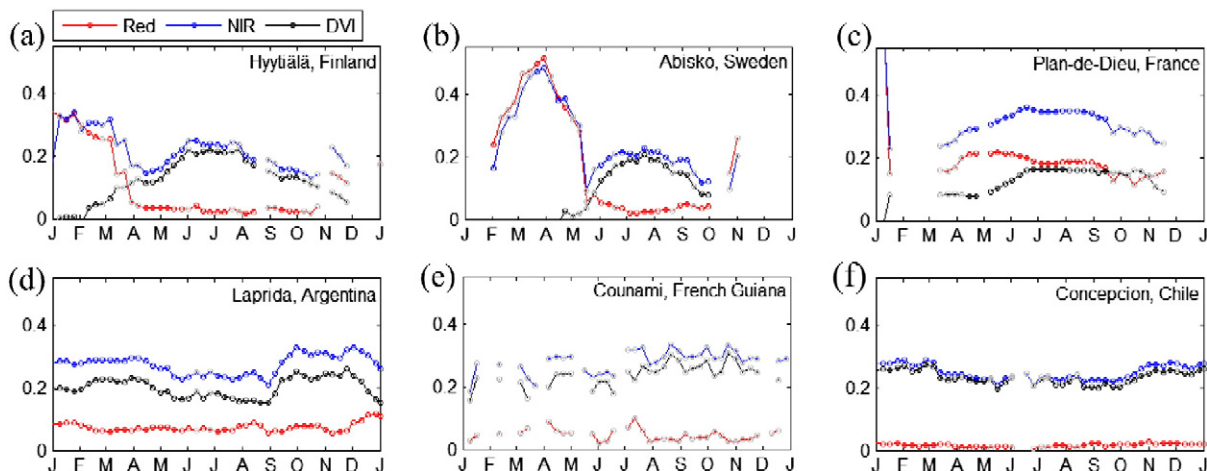 Red NIR DVI
(a) (b) (c)
Hyytiälä, Finland Abisko, Sweden Plan-de-Dieu, France
0.4 0.4 0.4
0.2 0.2 0.2
0 0 0
J F M A M J J A S O N D J J F M A M J J A S O N D J J F M A M J J A S O N D J
(d) (e) (f)
Laprida, Argentina Counami, French Guiana Concepcion, Chile
0.4 0.4 0.4
0.2 0.2 0.2
0 0 0
J F M A M J J A S O N D J J F M A M J J A S O N D J J F M A M J J A S O N D J